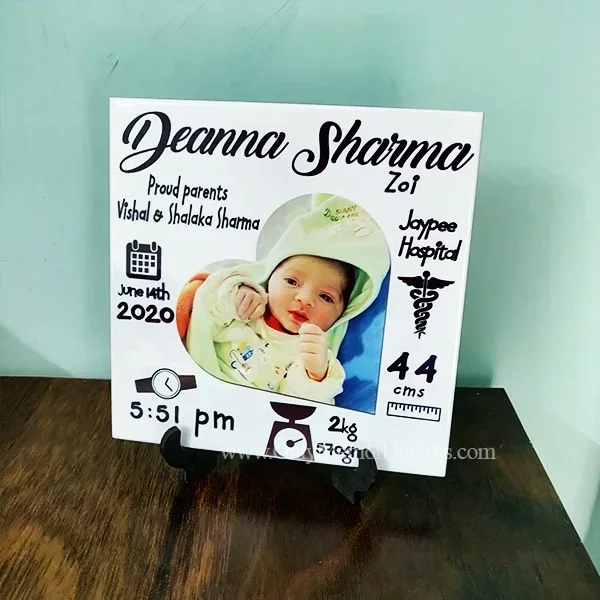 Deanna Sharma
Zoi
Proud parents
Vishal & Shalaka Sharma
Jaypee
Hospital
June 14th
2020
44
cms
5:51 pm
2kg
570gm